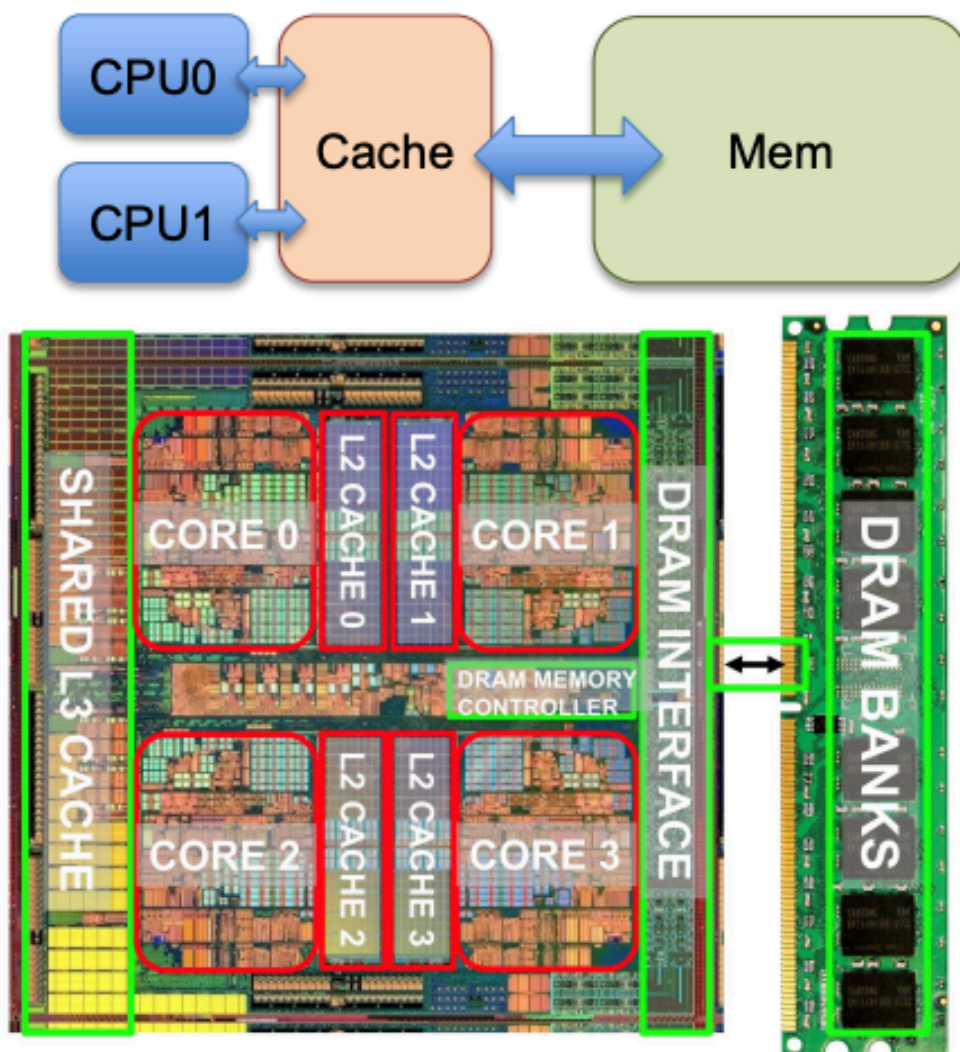 CPU0
Cache
Mem
CPU1
SHARED L3 CACHE
CORE 0
L2 CACHE 0
L2 CACHE 1
CORE 1
DRAM INTERFACE
DRAM BANKS
DRAM MEMORY
CONTROLLER
CORE 2
L2 CACHE 2
L2 CACHE 3
CORE 3